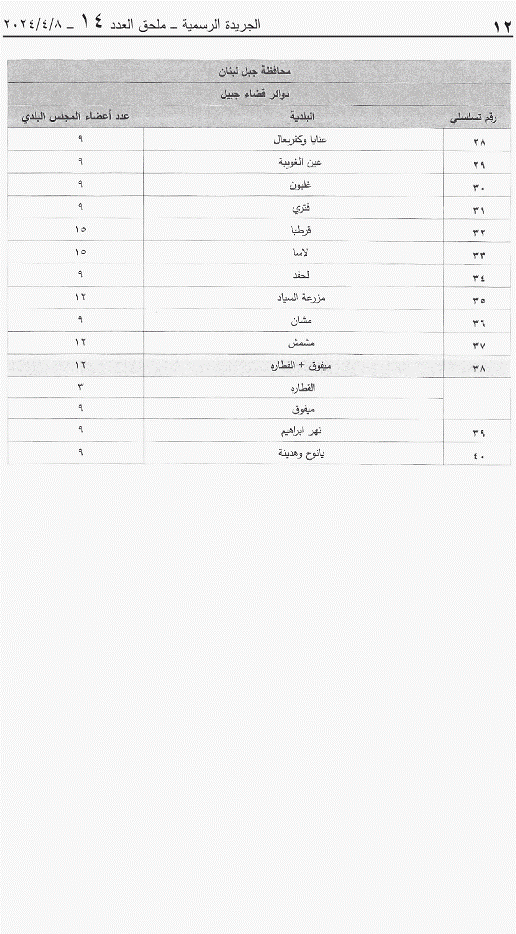 ١٢ الجريدة الرسمية ـ ملحق العدد ١٤ ـ ٢٠٢٤/٤/٨
محافظة جبل لبنان
دوائر قضاء جبيل
رقم تسلسلي البلدية عدد أعضاء المجلس البلدي
٢٨ عنايا وكفربعال ٩
٢٩ عين الغويبة ٩
٣٠ غلبون ٩
٣١ فتري ٩
٣٢ قرطبا ١٥
٣٣ لاسا ١٥
٣٤ لحفد ٩
٣٥ مزرعة السياد ١٢
٣٦ مشان ٩
٣٧ مشمش ١٢
٣٨ ميفوق + القطاره ١٢
القطاره ٣
ميفوق ٩
٣٩ نهر ابراهيم ٩
٤٠ يانوح وهدينة ٩